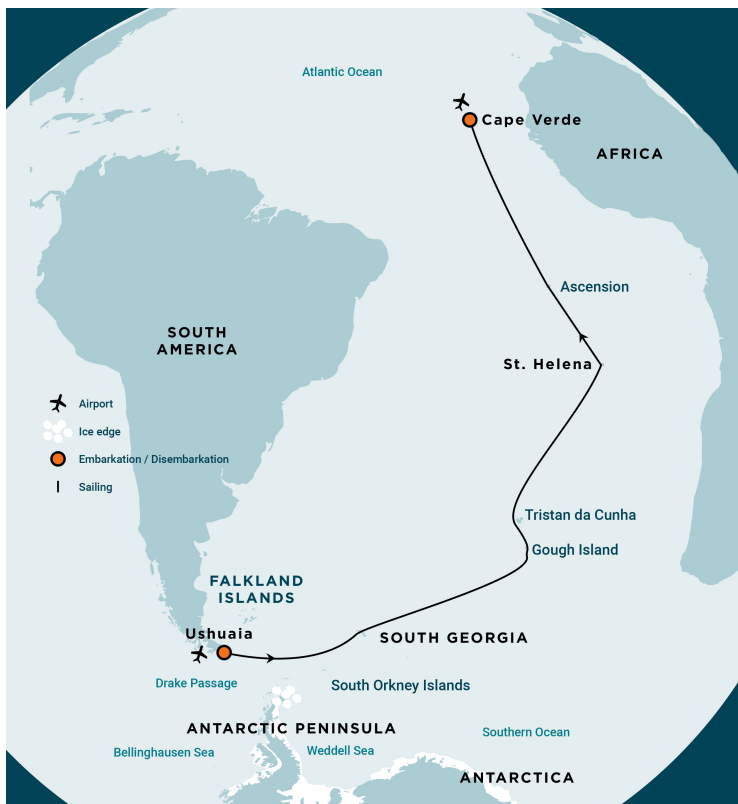 Atlantic Ocean
Cape Verde
AFRICA
Ascension
SOUTH
AMERICA
St. Helena
Airport
Ice edge
Embarkation / Disembarkation
Sailing
Tristan da Cunha
Gough Island
FALKLAND
ISLANDS
Ushuaia
SOUTH GEORGIA
Drake Passage
South Orkney Islands
ANTARCTIC PENINSULA
Southern Ocean
Bellinghausen Sea
Weddell Sea
ANTARCTICA